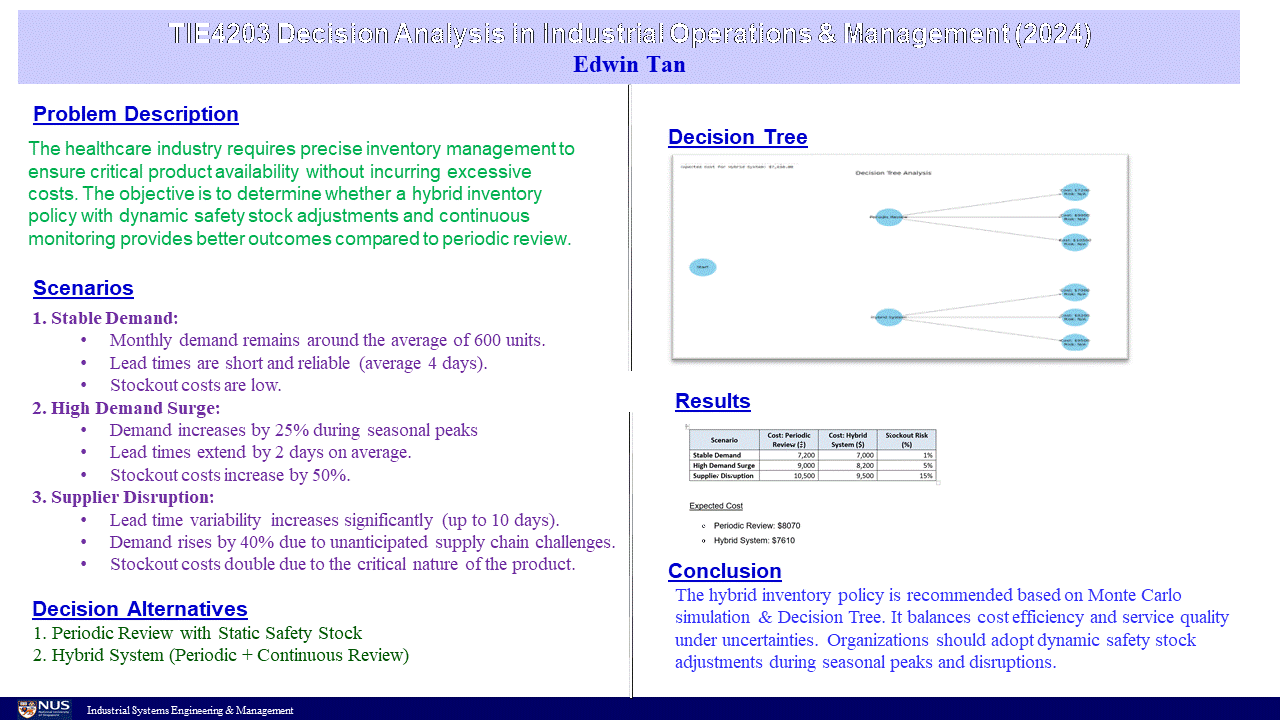 TIE4203 Decision Analysis in Industrial Operations & Management (2024)
Edwin Tan
Problem Description
The healthcare industry requires precise inventory management to
ensure critical product availability without incurring excessive
costs. The objective is to determine whether a hybrid inventory
policy with dynamic safety stock adjustments and continuous
monitoring provides better outcomes compared to periodic review.
Scenarios
1. Stable Demand:
• Monthly demand remains around the average of 600 units.
• Lead times are short and reliable (average 4 days).
• Stockout costs are low.
2. High Demand Surge:
• Demand increases by 25% during seasonal peaks
• Lead times extend by 2 days on average.
• Stockout costs increase by 50%.
3. Supplier Disruption:
• Lead time variability increases significantly (up to 10 days).
• Demand rises by 40% due to unanticipated supply chain challenges.
• Stockout costs double due to the critical nature of the product.
Decision Alternatives
1. Periodic Review with Static Safety Stock
2. Hybrid System (Periodic + Continuous Review)
Decision Tree
Expected Cost for Hybrid System:
Decision Tree Analysis
Start
Periodic Review
Hybrid System
Results
Scenario Cost: Periodic Review ($) Cost: Hybrid System ($) Stockout Risk (%)
Stable Demand 7,200 7,000 1%
High Demand Surge 9,000 8,200 5%
Supplier Disruption 10,500 9,500 15%
Expected Cost
Periodic Review: $8070
Hybrid System: $7610
Conclusion
The hybrid inventory policy is recommended based on Monte Carlo
simulation & Decision Tree. It balances cost efficiency and service quality
under uncertainties. Organizations should adopt dynamic safety stock
adjustments during seasonal peaks and disruptions.
NUS
National University
of Singapore
Industrial Systems Engineering & Management